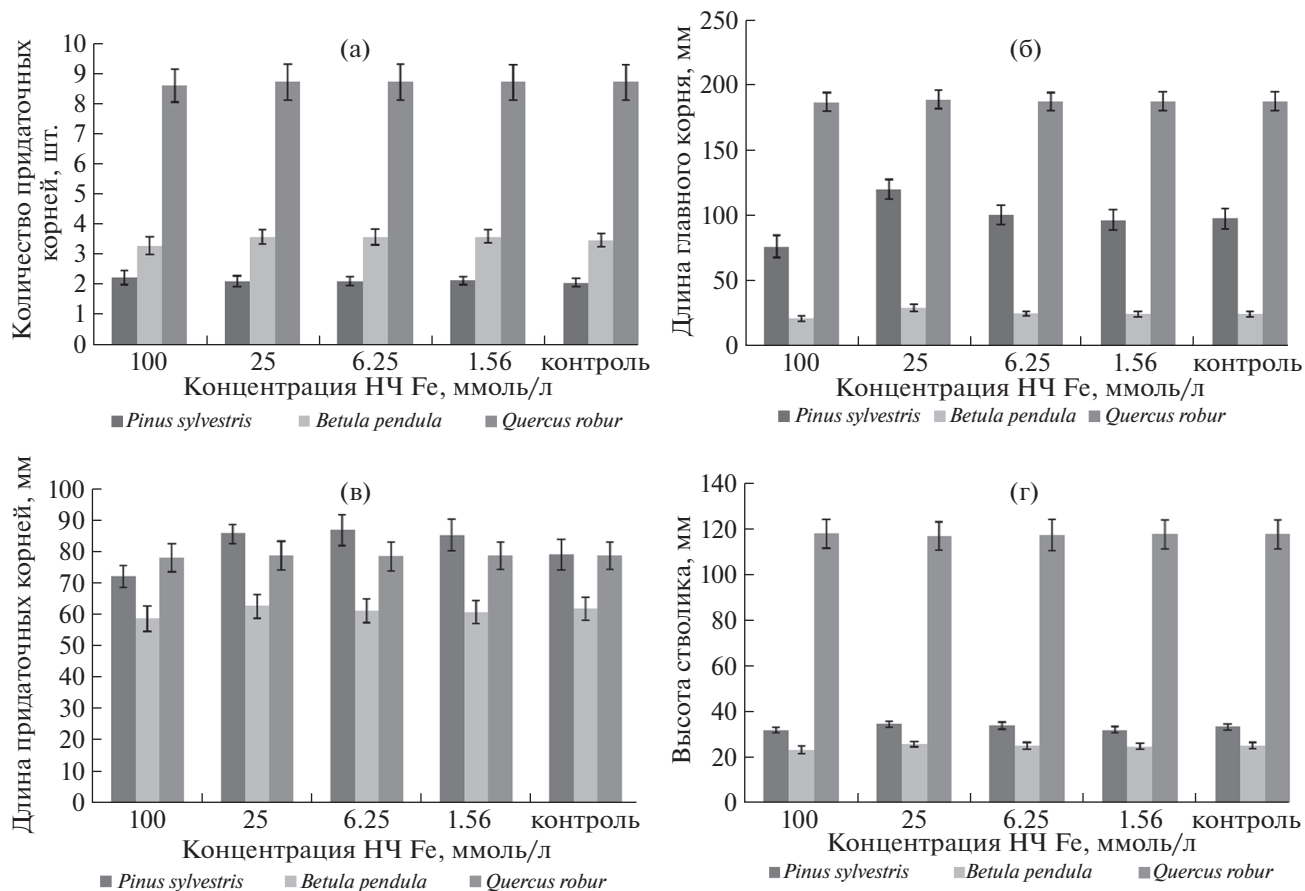 (а)
Количество придаточных
корней, шт.
10
9
8
7
6
5
4
3
2
1
0
100 25 6.25 1.56 контроль
Концентрация НЧ Fe, ммоль/л
Pinus sylvestris Betula pendula Quercus robur
(б)
Длина главного корня, мм
250
200
150
100
50
0
100 25 6.25 1.56 контроль
Концентрация НЧ Fe, ммоль/л
Pinus sylvestris Betula pendula Quercus robur
(в)
Длина придаточных корней, мм
100
90
80
70
60
50
40
30
20
10
0
100 25 6.25 1.56 контроль
Концентрация НЧ Fe, ммоль/л
Pinus sylvestris Betula pendula Quercus robur
(г)
Высота стволика, мм
140
120
100
80
60
40
20
0
100 25 6.25 1.56 контроль
Концентрация НЧ Fe, ммоль/л
Pinus sylvestris Betula pendula Quercus robur